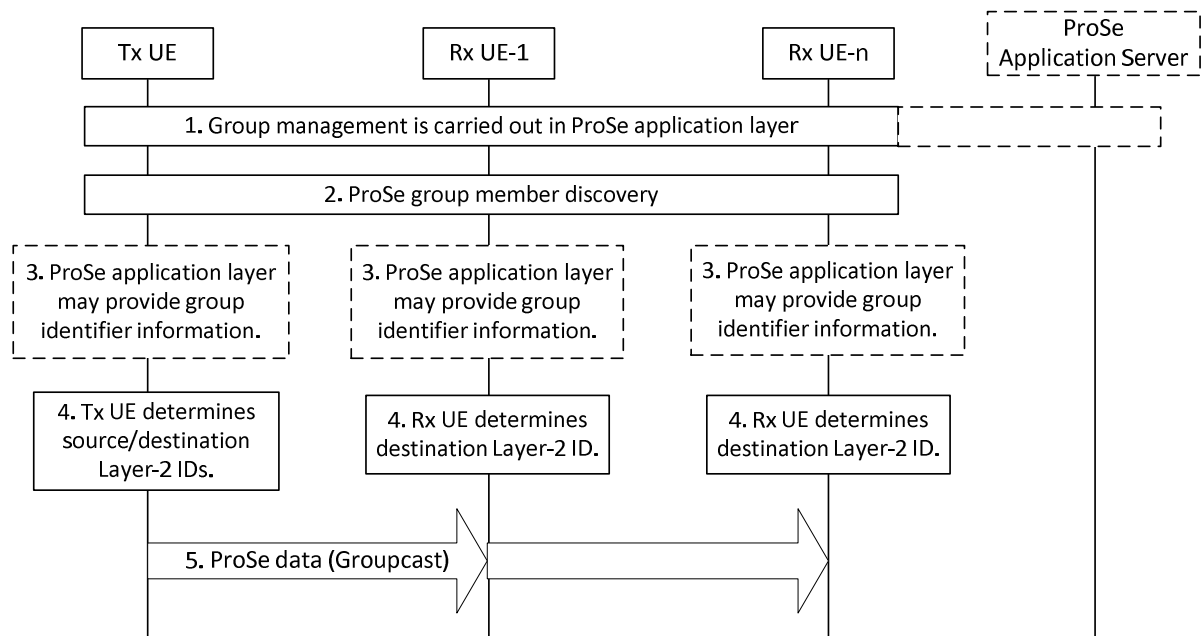 Tx UE
Rx UE-1
Rx UE-n
ProSe
Application Server
1. Group management is carried out in ProSe application layer
2. ProSe group member discovery
3. ProSe application layer
may provide group
identifier information.
3. ProSe application layer
may provide group
identifier information.
3. ProSe application layer
may provide group
identifier information.
4. Tx UE determines
source/destination
Layer-2 IDs.
4. Rx UE determines
destination Layer-2 ID.
4. Rx UE determines
destination Layer-2 ID.
5. ProSe data (Groupcast)